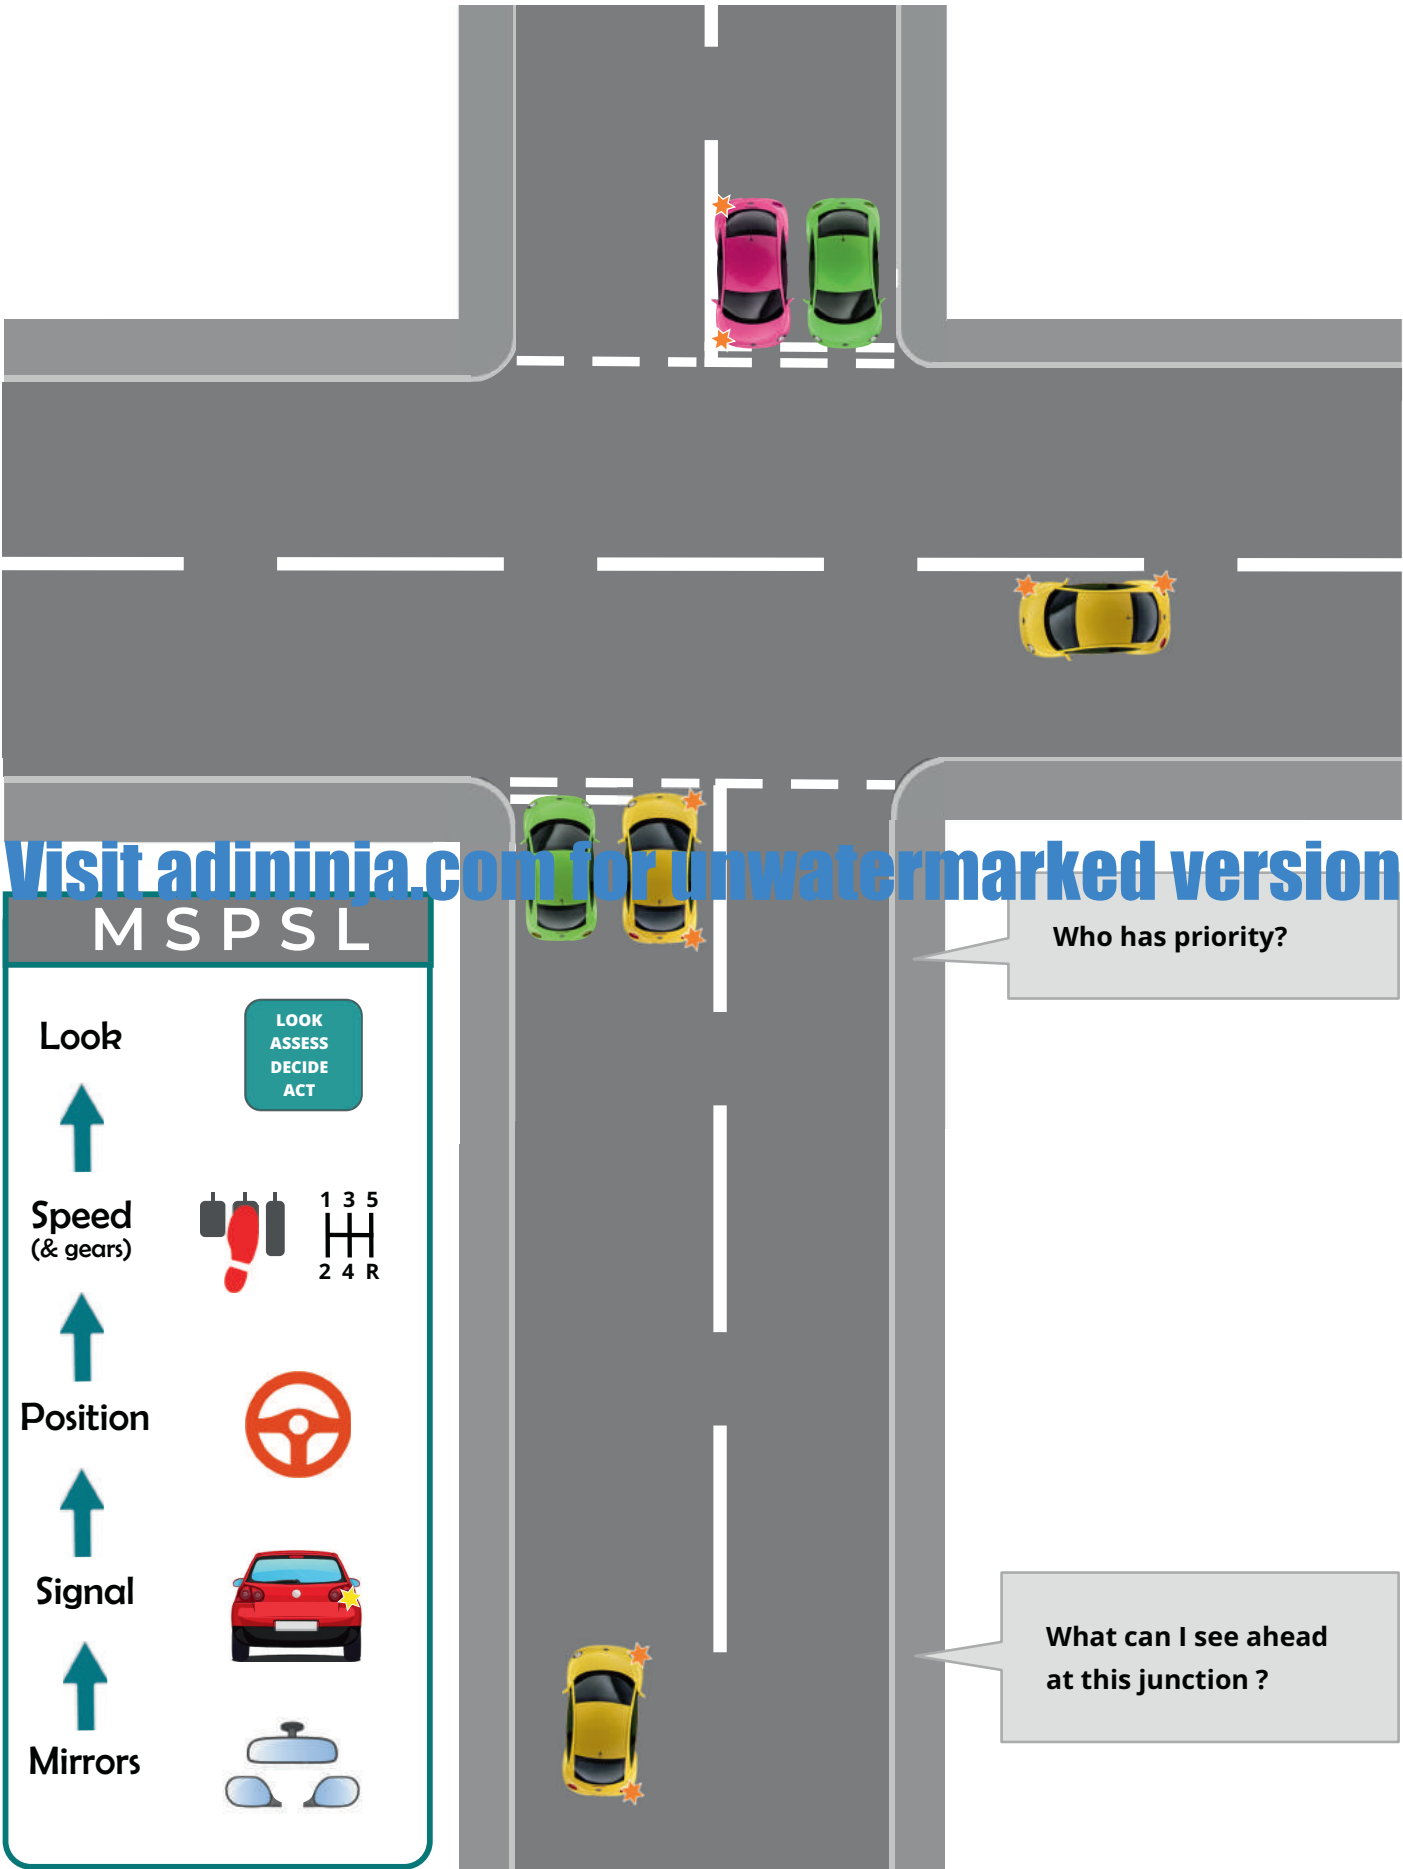 Visit adininja.com for unwatermarked version
M S P S L
Who has priority?
Look
LOOK
ASSESS
DECIDE
ACT
Speed
(& gears)
1 3 5
2 4 R
Position
Signal
What can I see ahead
at this junction ?
Mirrors